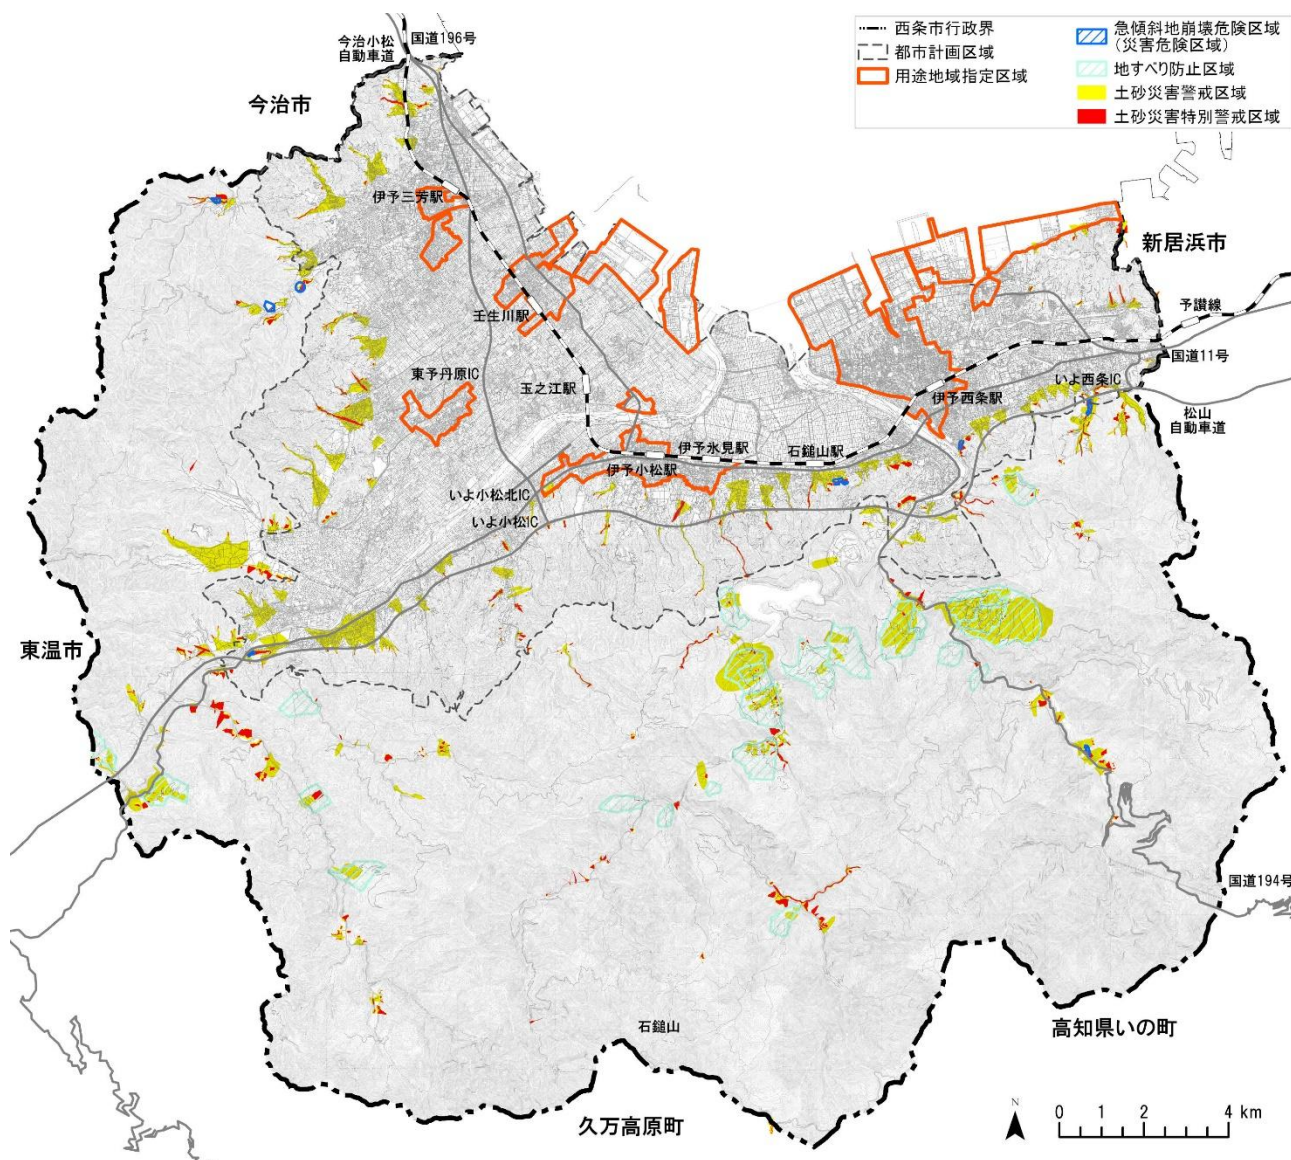 国道196号
今治小松
自動車道
今治市
西条市行政界
都市計画区域
用途地域指定区域
急傾斜地崩壊危険区域
(災害危険区域)
地すべり防止区域
土砂災害警戒区域
土砂災害特別警戒区域
伊予三芳駅
新居浜市
予讃線
壬生川駅
国道11号
東予丹原IC
玉之江駅
いよ西条IC
伊予西条駅
松山
自動車道
伊予氷見駅
石鎚山駅
伊予小松駅
いよ小松北IC
いよ小松IC
東温市
国道194号
石鎚山
高知県いの町
久万高原町
N
0 1 2 4 km